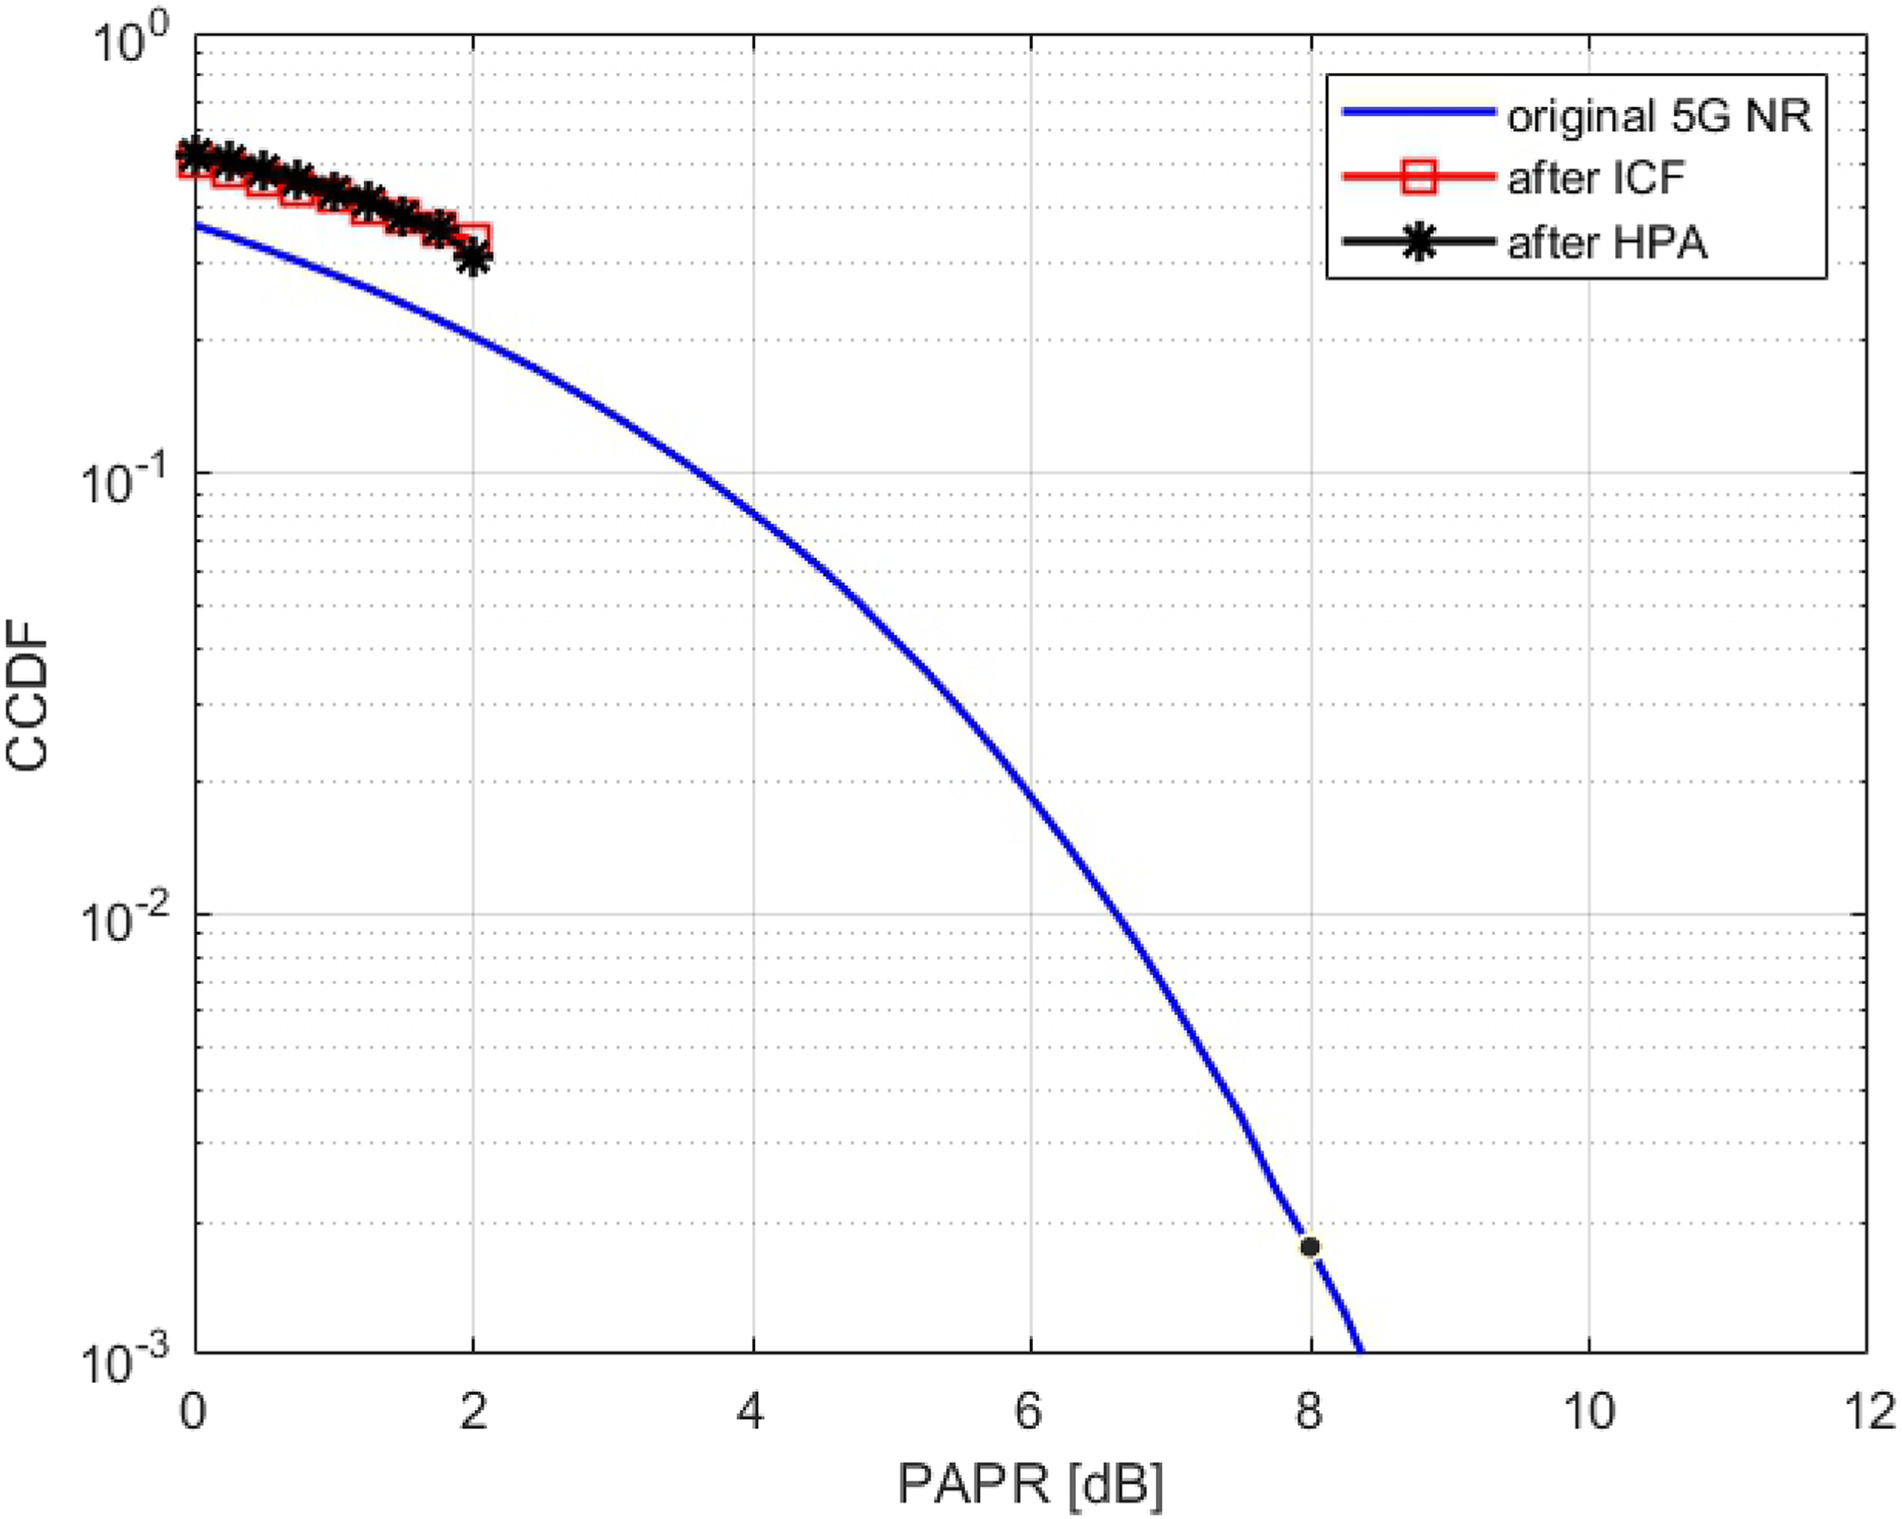 10^0
original 5G NR
after ICF
after HPA
10^-1
CCDF
10^-2
10^-3
0 2 4 6 8 10 12
PAPR [dB]